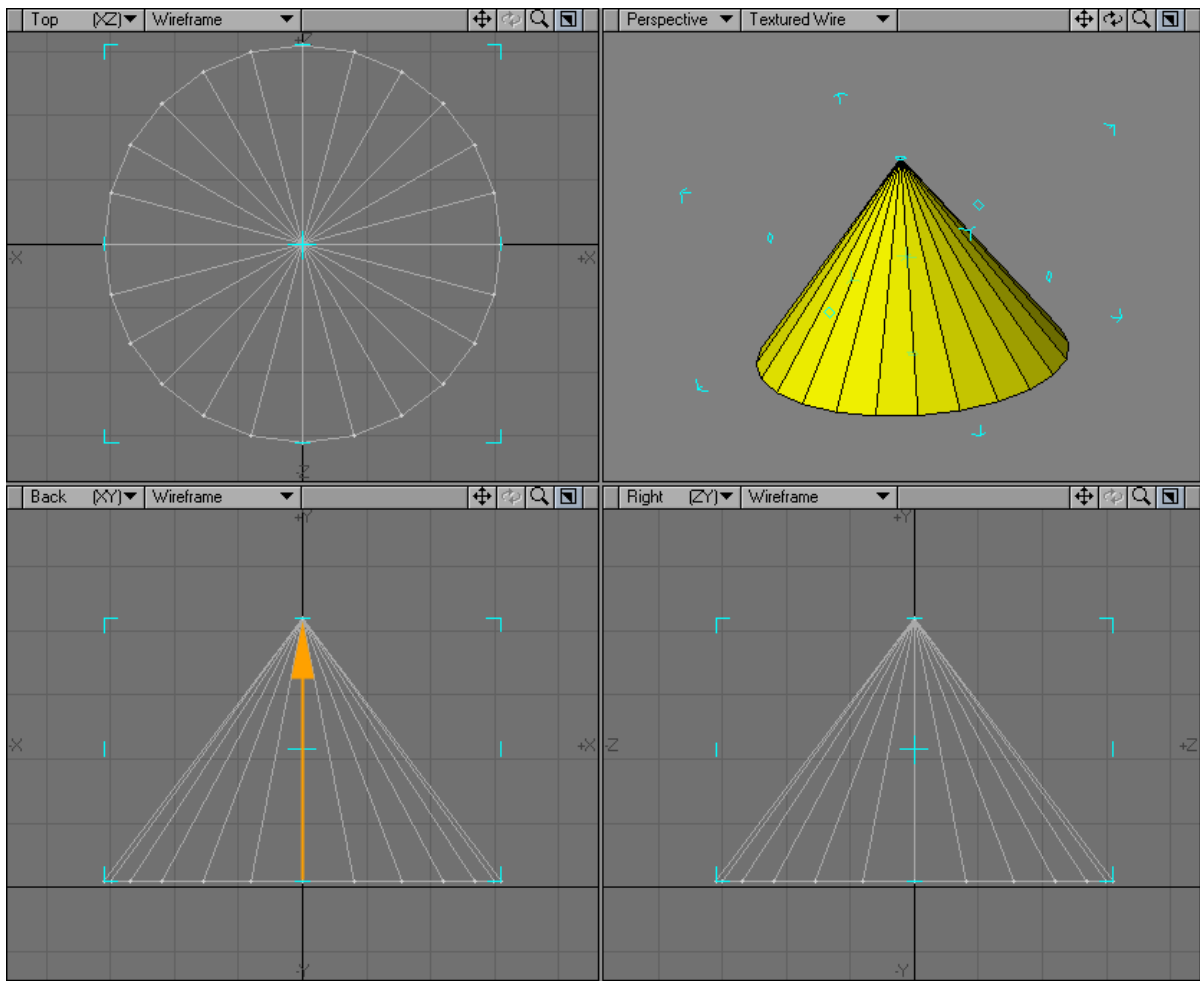 Top (XZ) Wireframe
Perspective Textured Wire
+Z
-X +X
-Z
Back (XY) Wireframe
Right (ZY) Wireframe
+Y +Y
-X +X -Z +Z
-Y -Y